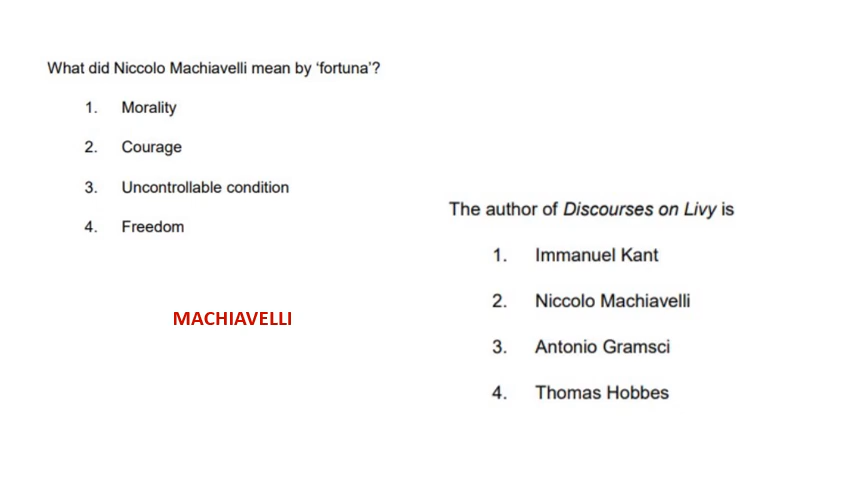 What did Niccolo Machiavelli mean by ‘fortuna’?
1. Morality
2. Courage
3. Uncontrollable condition
4. Freedom
MACHIAVELLI
The author of Discourses on Livy is
1. Immanuel Kant
2. Niccolo Machiavelli
3. Antonio Gramsci
4. Thomas Hobbes